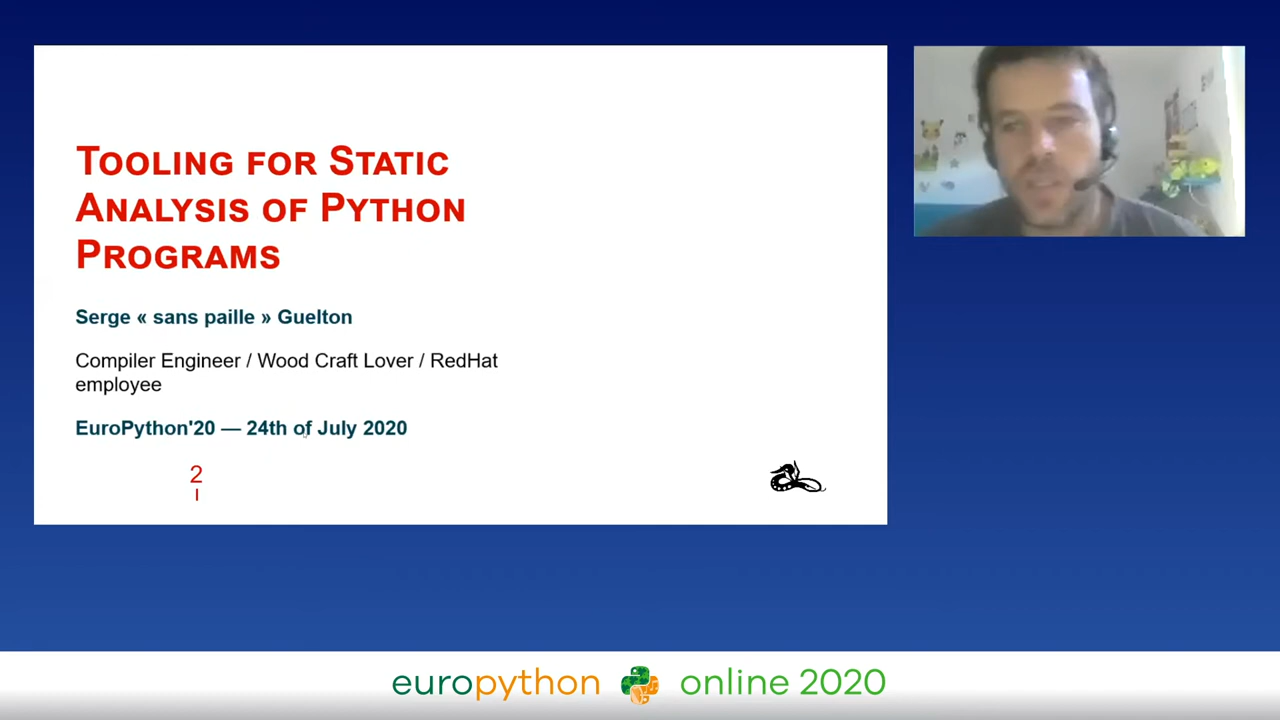 Tooling for Static
Analysis of Python
Programs
Serge « sans paille » Guelton
Compiler Engineer / Wood Craft Lover / RedHat
employee
EuroPython'20 — 24th of July 2020
2
europython online 2020